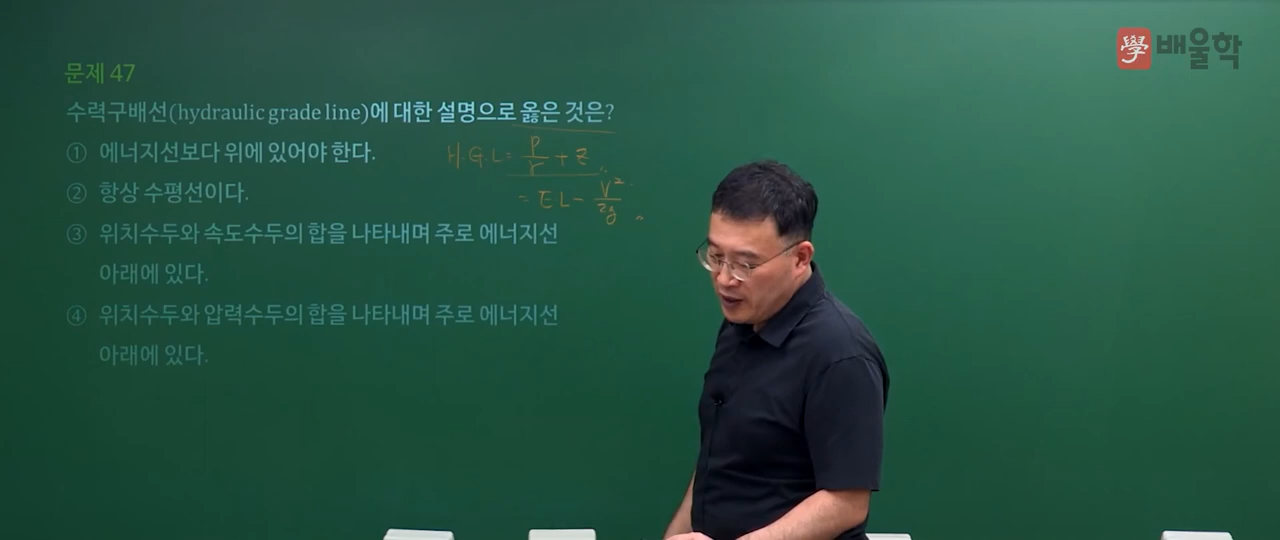 學 배울학
문제 47
수력구배선(hydraulic grade line)에 대한 설명으로 옳은 것은?
① 에너지선보다 위에 있어야 한다.
H.G.L = P/r + Z
② 항상 수평선이다.
= E.L - V²/2g
③ 위치수두와 속도수두의 합을 나타내며 주로 에너지선
아래에 있다.
④ 위치수두와 압력수두의 합을 나타내며 주로 에너지선
아래에 있다.